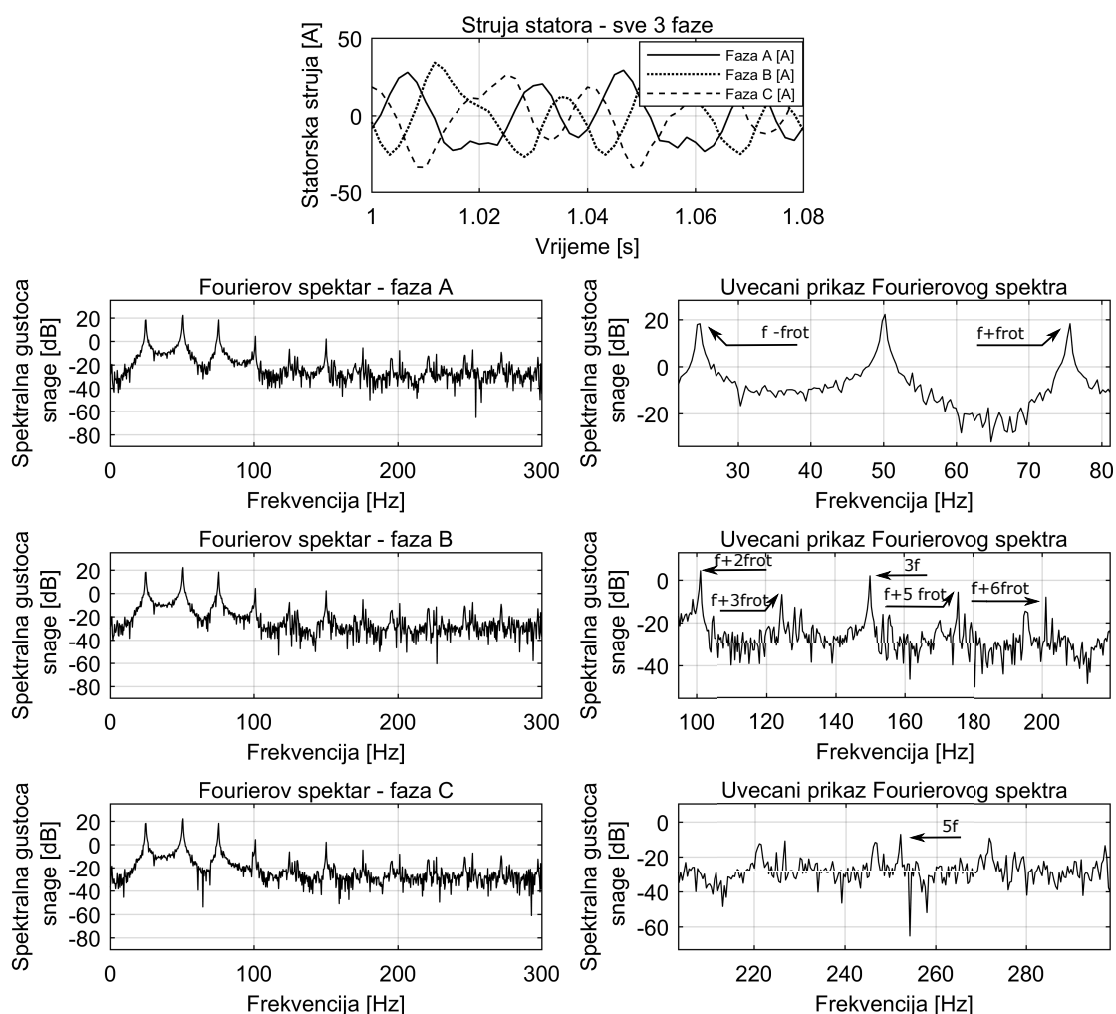 Struja statora - sve 3 faze
Statorska struja [A]
50
0
-50
Faza A [A]
Faza B [A]
Faza C [A]
1 1.02 1.04 1.06 1.08
Vrijeme [s]
Fourierov spektar - faza A
Spektralna gustoca
snage [dB]
20
0
-20
-40
-60
-80
0 100 200 300
Frekvencija [Hz]
Uvecani prikaz Fourierovog spektra
Spektralna gustoca
snage [dB]
20
0
-20
f -frot
f+frot
30 40 50 60 70 80
Frekvencija [Hz]
Fourierov spektar - faza B
Spektralna gustoca
snage [dB]
20
0
-20
-40
-60
-80
0 100 200 300
Frekvencija [Hz]
Uvecani prikaz Fourierovog spektra
Spektralna gustoca
snage [dB]
0
-20
-40
f+2frot
f+3frot
3f
f+5 frot
f+6frot
100 120 140 160 180 200
Frekvencija [Hz]
Fourierov spektar - faza C
Spektralna gustoca
snage [dB]
20
0
-20
-40
-60
-80
0 100 200 300
Frekvencija [Hz]
Uvecani prikaz Fourierovog spektra
Spektralna gustoca
snage [dB]
0
-20
-40
-60
5f
220 240 260 280
Frekvencija [Hz]